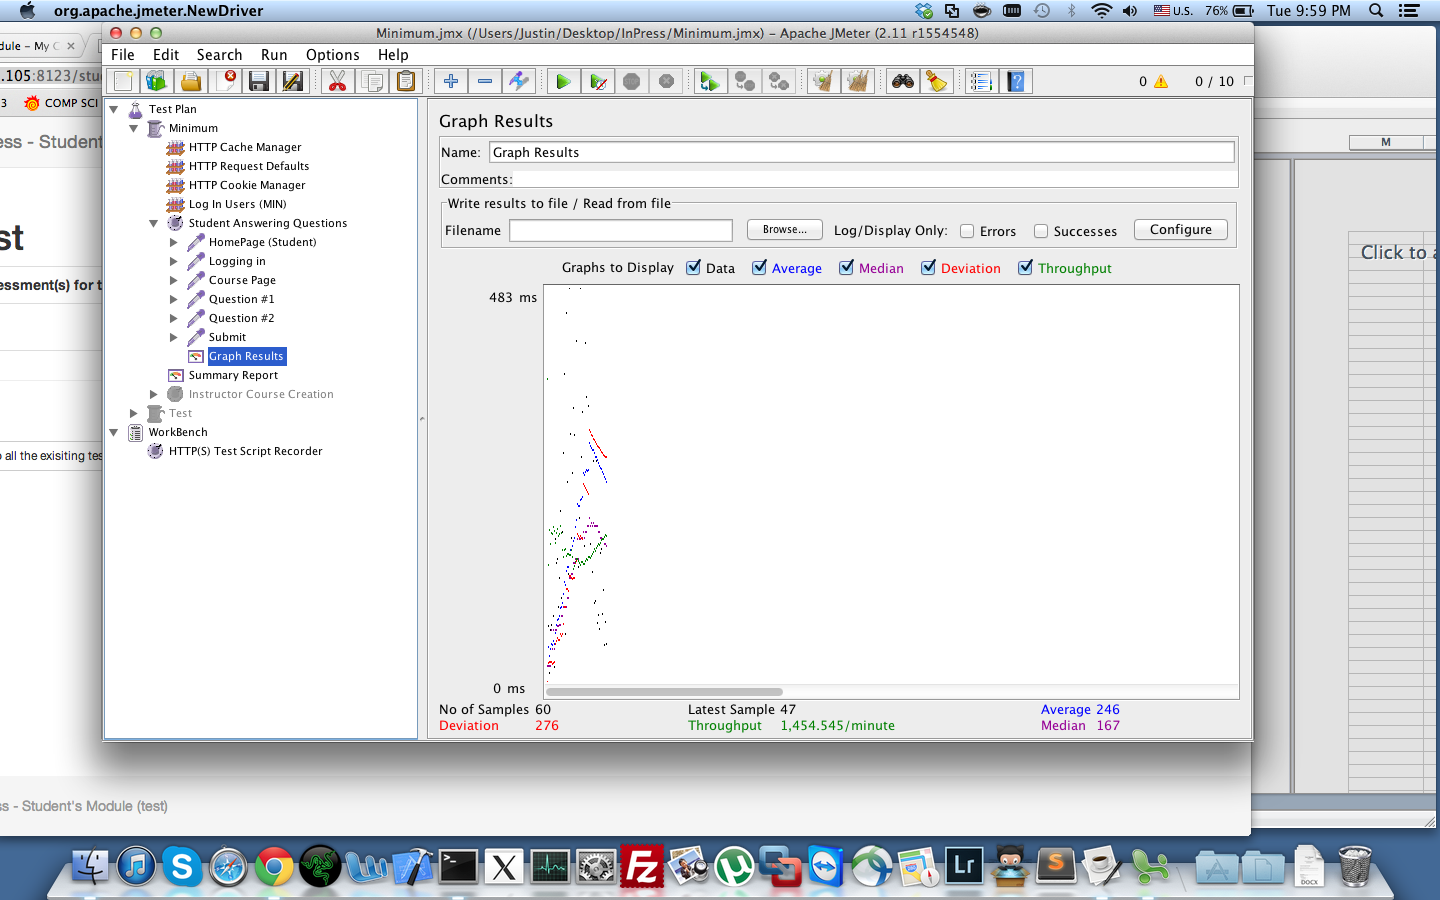 org.apache.jmeter.NewDriver
U.S. 76% Tue 9:59 PM
Minimum.jmx (/Users/Justin/Desktop/InPress/Minimum.jmx) - Apache JMeter (2.11 r1554548)
File Edit Search Run Options Help
0 0 / 10
dule - My C
.105:8123/stu
3 COMP SCI
ss - Student
st
essment(s) for t
o all the exisiting tes
ss - Student's Module (test)
Test Plan
Minimum
HTTP Cache Manager
HTTP Request Defaults
HTTP Cookie Manager
Log In Users (MIN)
Student Answering Questions
HomePage (Student)
Logging in
Course Page
Question #1
Question #2
Submit
Graph Results
Summary Report
Instructor Course Creation
Test
WorkBench
HTTP(S) Test Script Recorder
Graph Results
Name: Graph Results
Comments:
Write results to file / Read from file
Filename Browse... Log/Display Only: Errors Successes Configure
Graphs to Display Data Average Median Deviation Throughput
483 ms
0 ms
No of Samples 60 Latest Sample 47 Average 246
Deviation 276 Throughput 1,454.545/minute Median 167
M
Click to a
X
Fz
Lr
S
DOCX